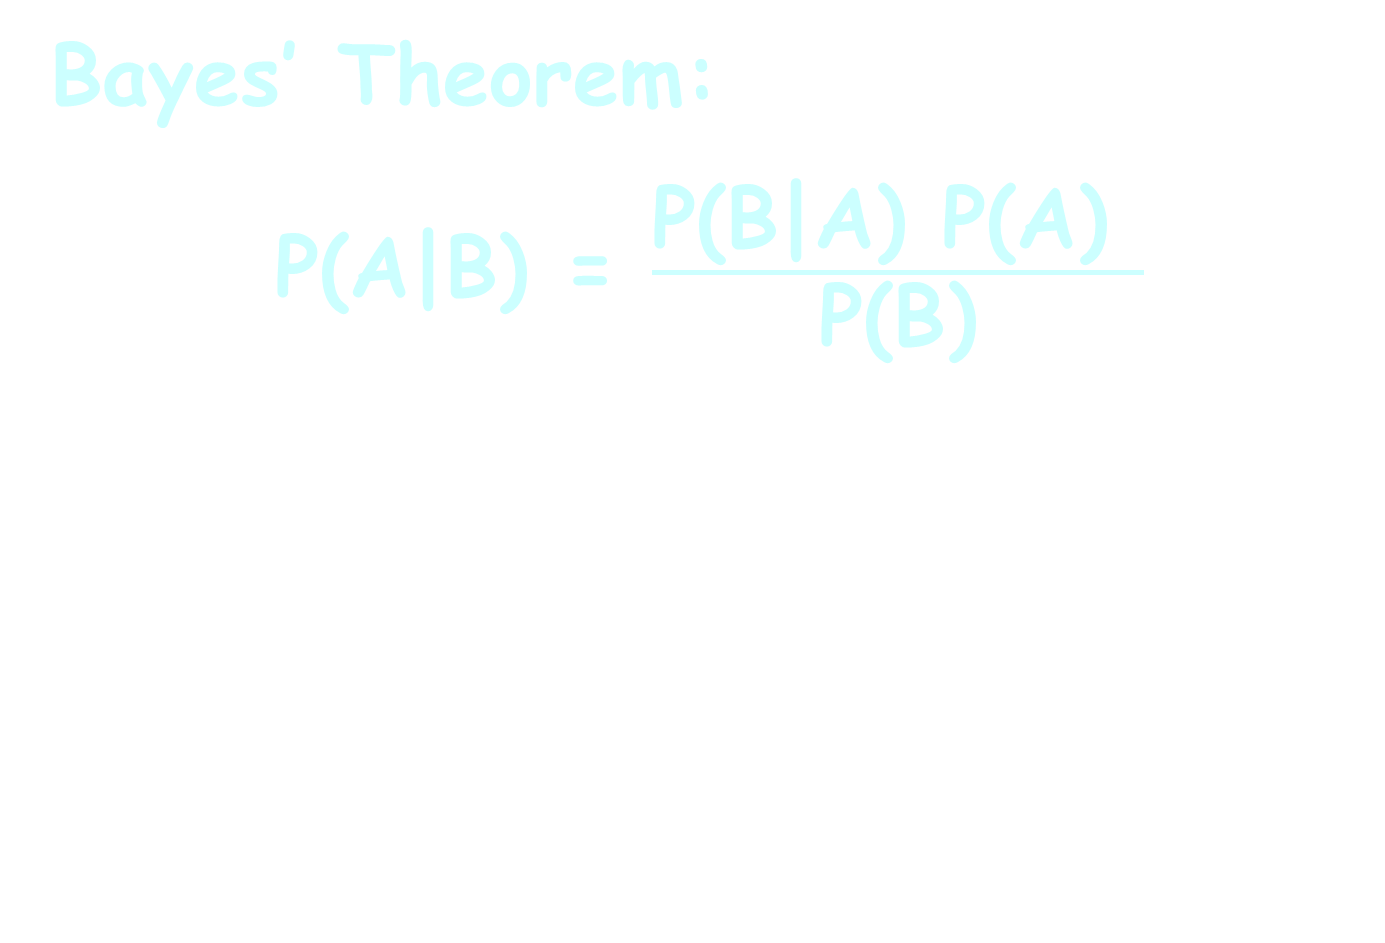 Bayes’ Theorem:
P(A|B) = P(B|A) P(A)
P(B)